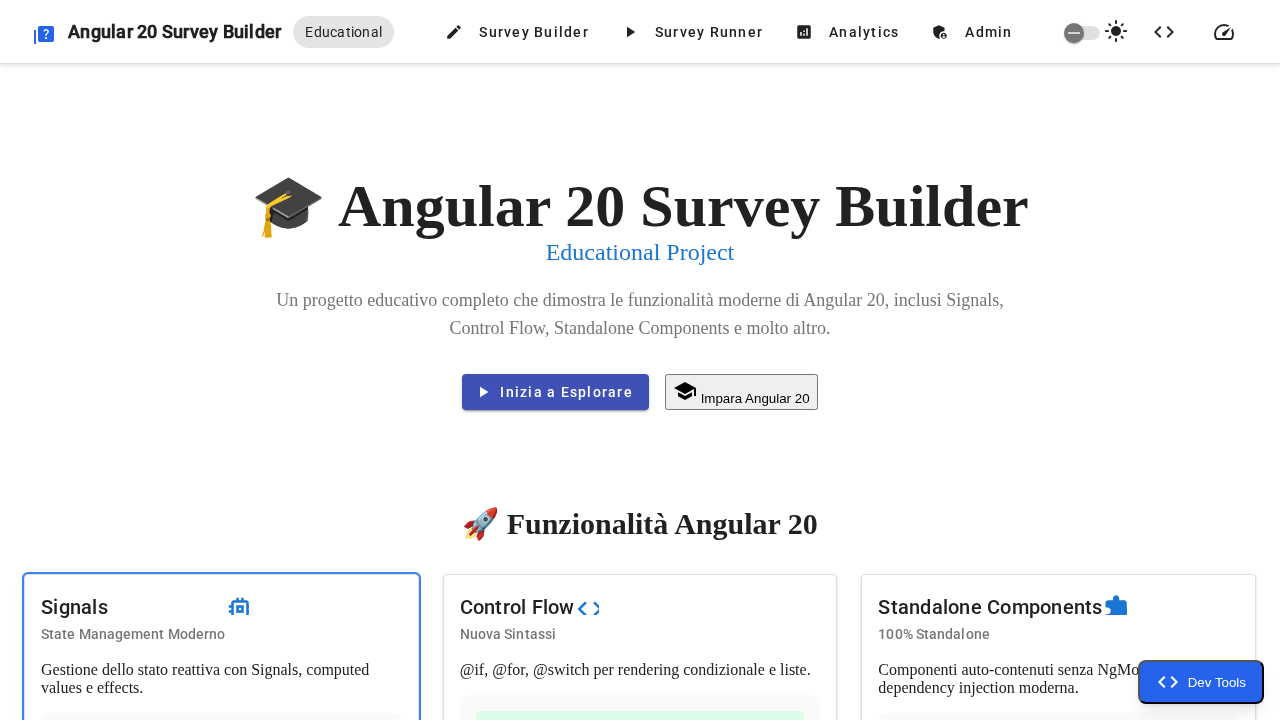 Angular 20 Survey Builder
Educational
Survey Builder
Survey Runner
Analytics
Admin
🎓 Angular 20 Survey Builder
Educational Project
Un progetto educativo completo che dimostra le funzionalità moderne di Angular 20, inclusi Signals,
Control Flow, Standalone Components e molto altro.
Inizia a Esplorare
Impara Angular 20
🚀 Funzionalità Angular 20
Signals
State Management Moderno
Gestione dello stato reattiva con Signals, computed
values e effects.
Control Flow
Nuova Sintassi
@if, @for, @switch per rendering condizionale e liste.
Standalone Components
100% Standalone
Componenti auto-contenuti senza
dependency injection moderna.
Dev Tools